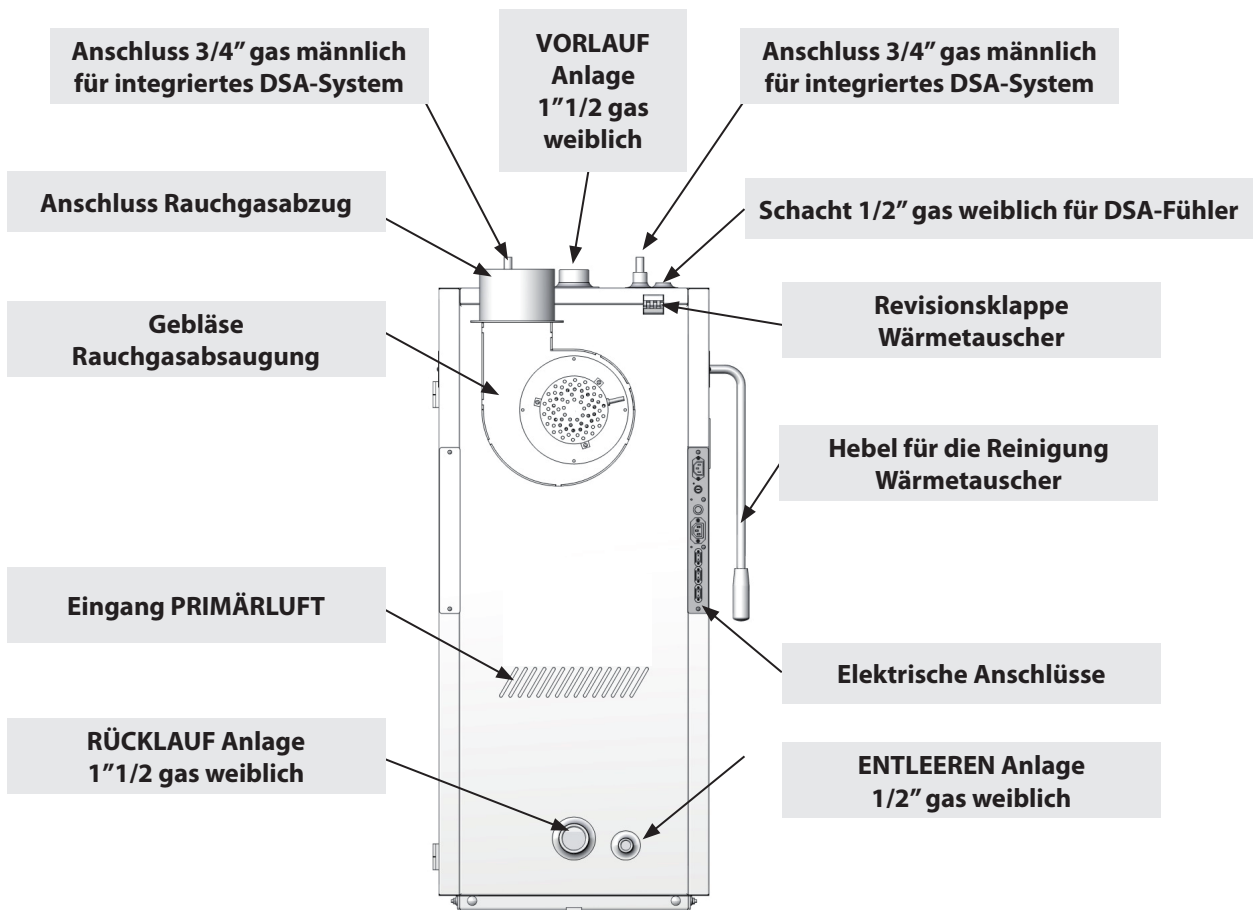 Anschluss 3/4” gas männlich
für integriertes DSA-System
VORLAUF
Anlage
1”1/2 gas
weiblich
Anschluss 3/4” gas männlich
für integriertes DSA-System
Anschluss Rauchgasabzug
Schacht 1/2” gas weiblich für DSA-Fühler
Gebläse
Rauchgasabsaugung
Revisionsklappe
Wärmetauscher
Hebel für die Reinigung
Wärmetauscher
Eingang PRIMÄRLUFT
Elektrische Anschlüsse
RÜCKLAUF Anlage
1”1/2 gas weiblich
ENTLEEREN Anlage
1/2” gas weiblich